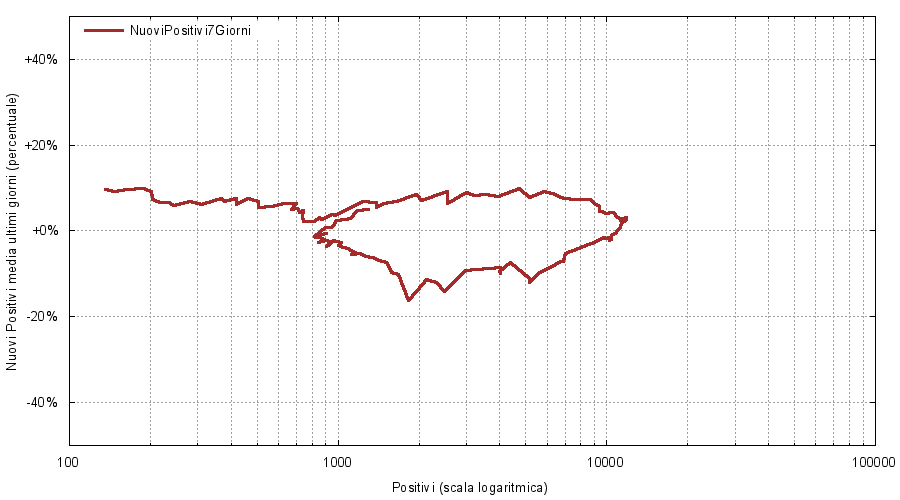 NuoviPositivi7Giorni
+40%
+20%
+0%
-20%
-40%
Nuovi Positivi media ultimi giorni (percentuale)
100 1000 10000 100000
Positivi (scala logaritmica)